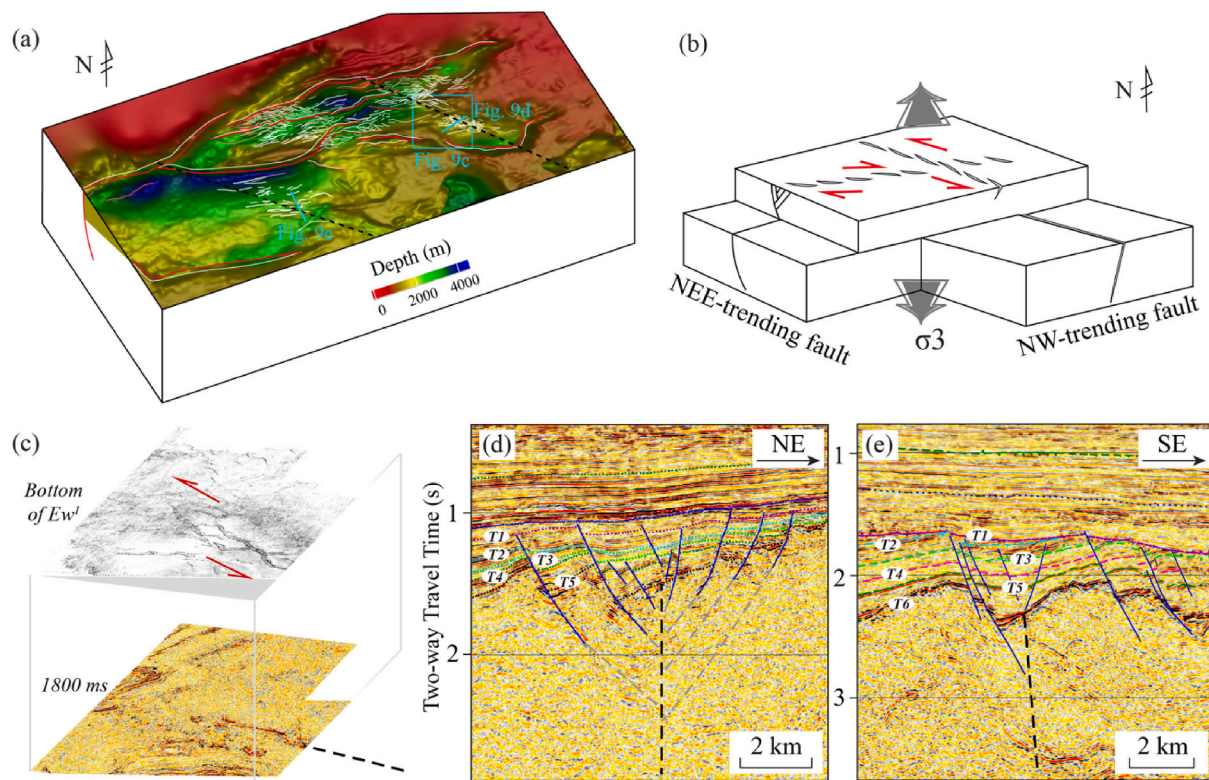 (a)
N
Fig. 9d
Fig. 9c
Fig. 9e
Depth (m)
0
2000
4000
(b)
N
σ3
NEE-trending fault
NW-trending fault
(c)
Bottom
of Ew¹
1800 ms
(d)
NE
Two-way Travel Time (s)
1
2
T1
T2
T3
T4
T5
2 km
(e)
SE
1
2
3
T1
T2
T3
T4
T5
T6
2 km